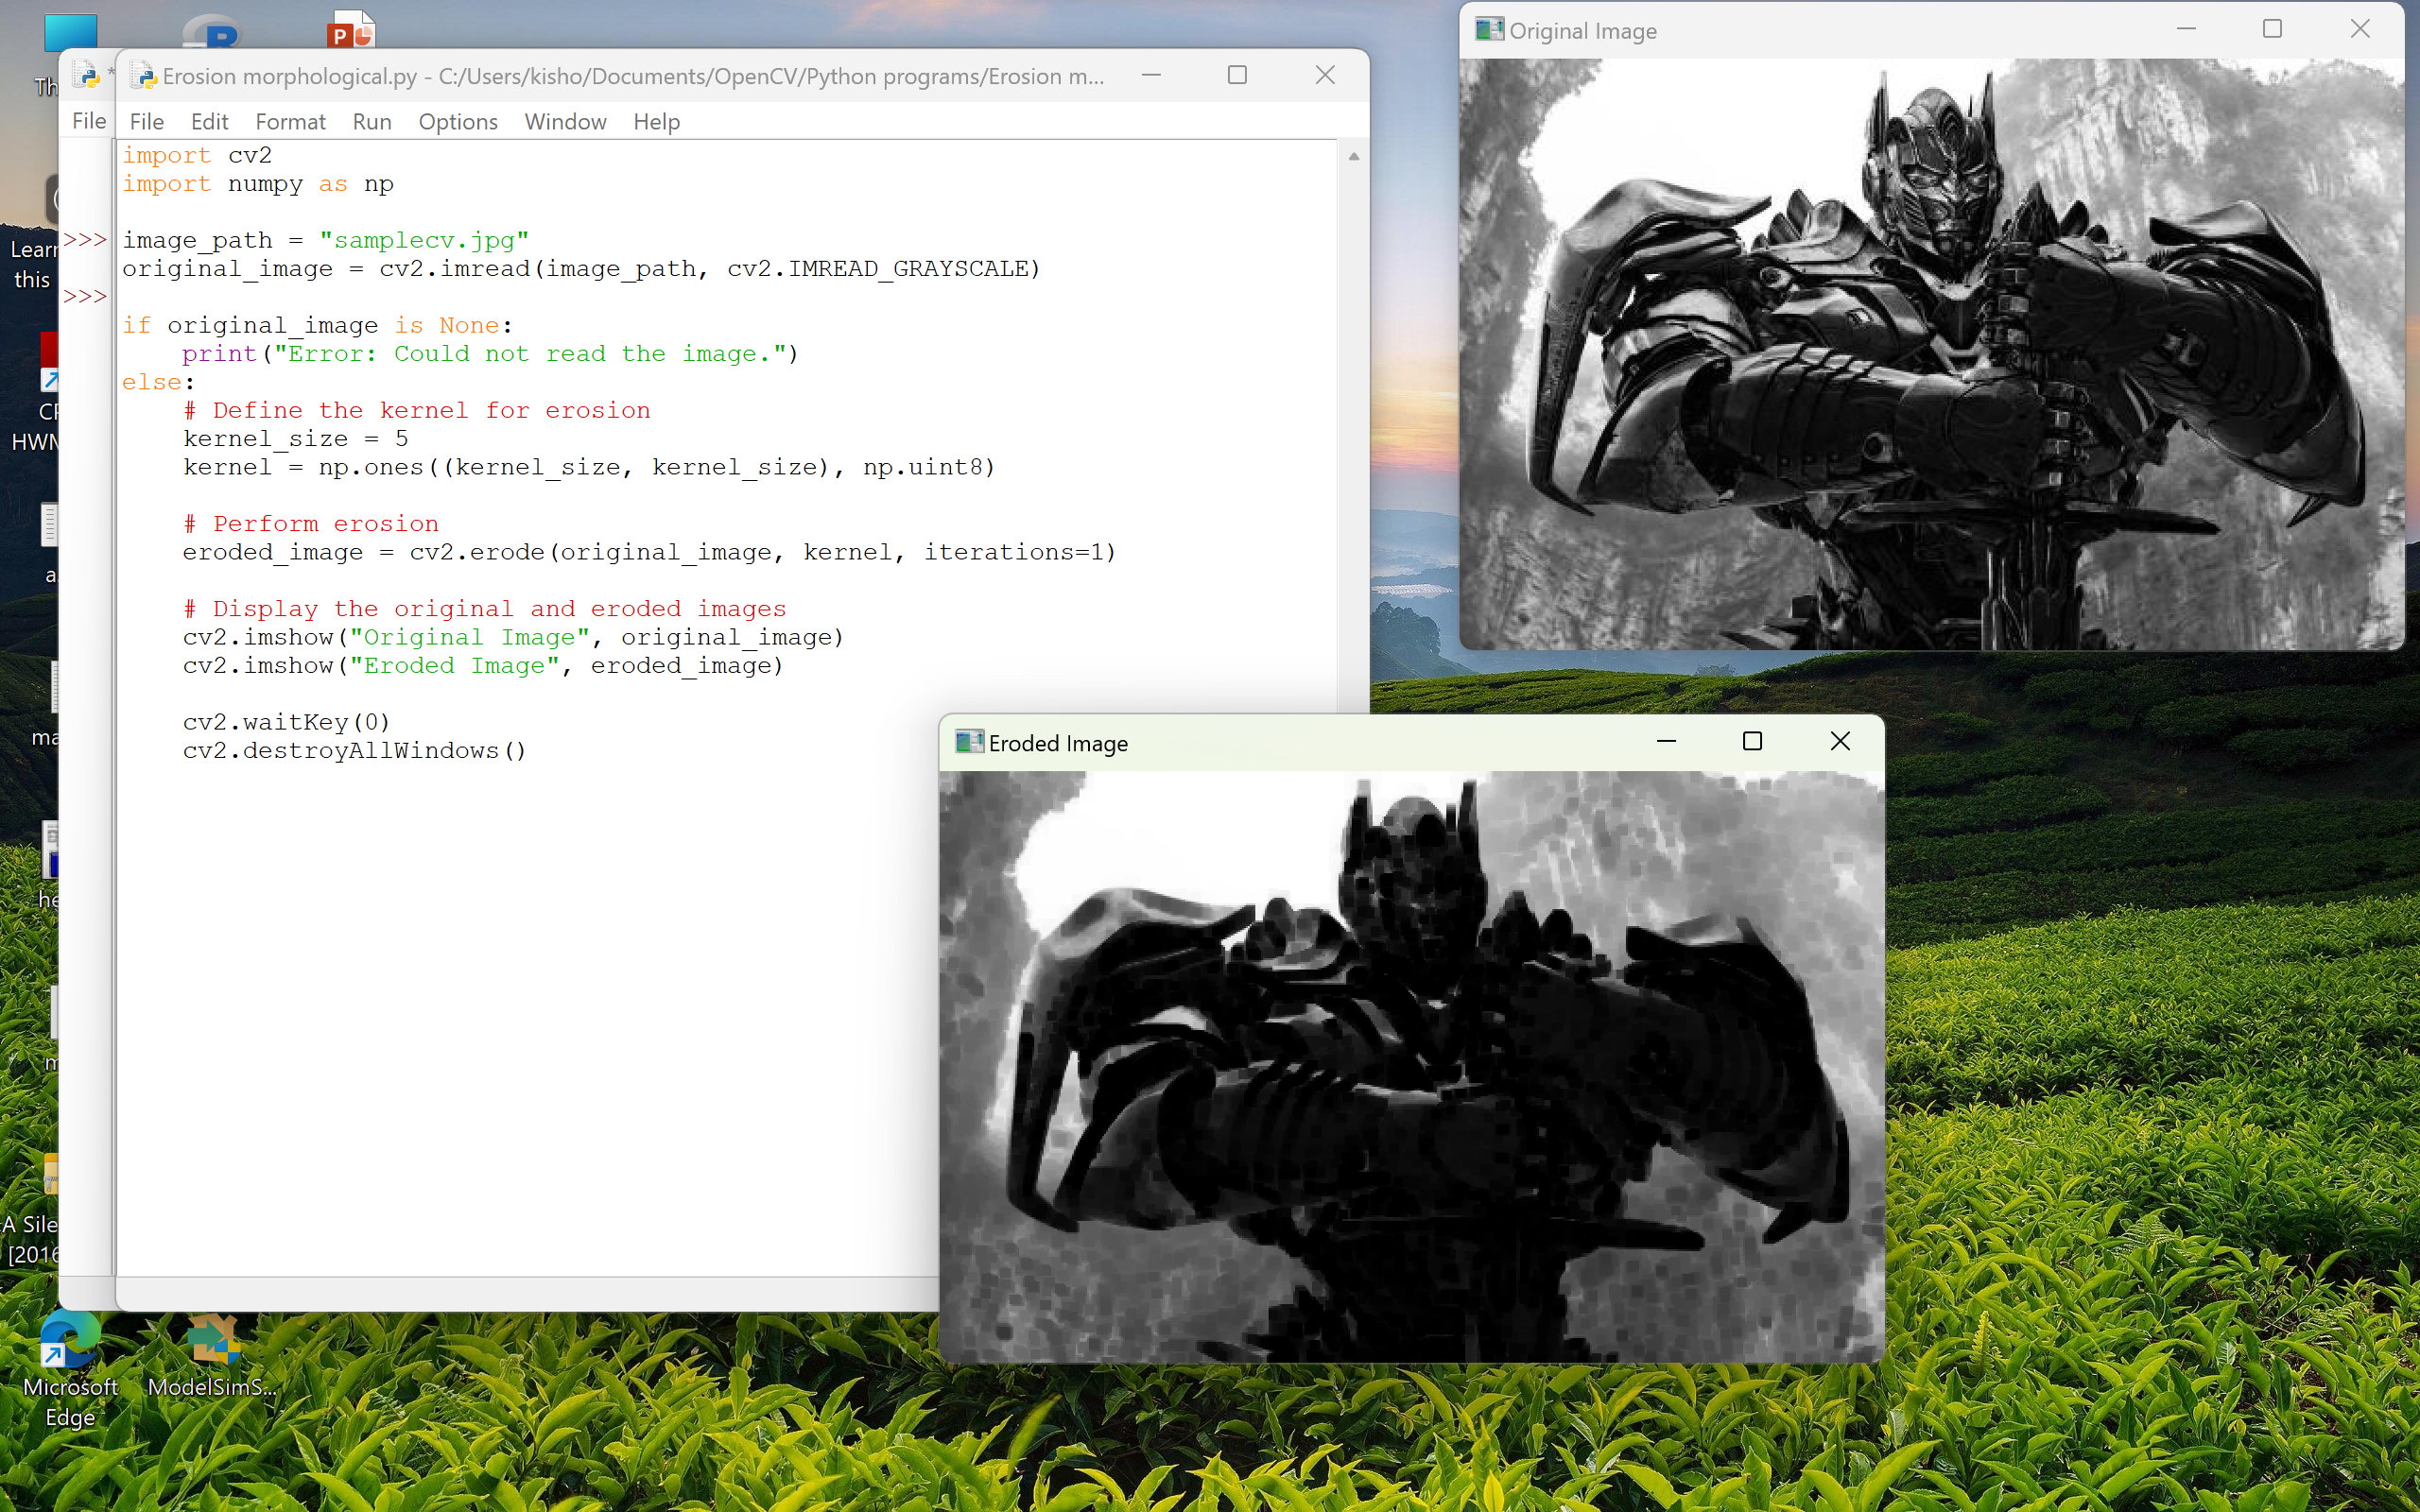 Th
Learn
this
CP
HWM
a
ma
he
m
A Sile
[2016
Microsoft
Edge
ModelSimS...
*
File
>>>
>>>
Erosion morphological.py - C:/Users/kisho/Documents/OpenCV/Python programs/Erosion m...
File Edit Format Run Options Window Help
import cv2
import numpy as np
image_path = "samplecv.jpg"
original_image = cv2.imread(image_path, cv2.IMREAD_GRAYSCALE)
if original_image is None:
    print("Error: Could not read the image.")
else:
    # Define the kernel for erosion
    kernel_size = 5
    kernel = np.ones((kernel_size, kernel_size), np.uint8)
    # Perform erosion
    eroded_image = cv2.erode(original_image, kernel, iterations=1)
    # Display the original and eroded images
    cv2.imshow("Original Image", original_image)
    cv2.imshow("Eroded Image", eroded_image)
    cv2.waitKey(0)
    cv2.destroyAllWindows()
Original Image
Eroded Image